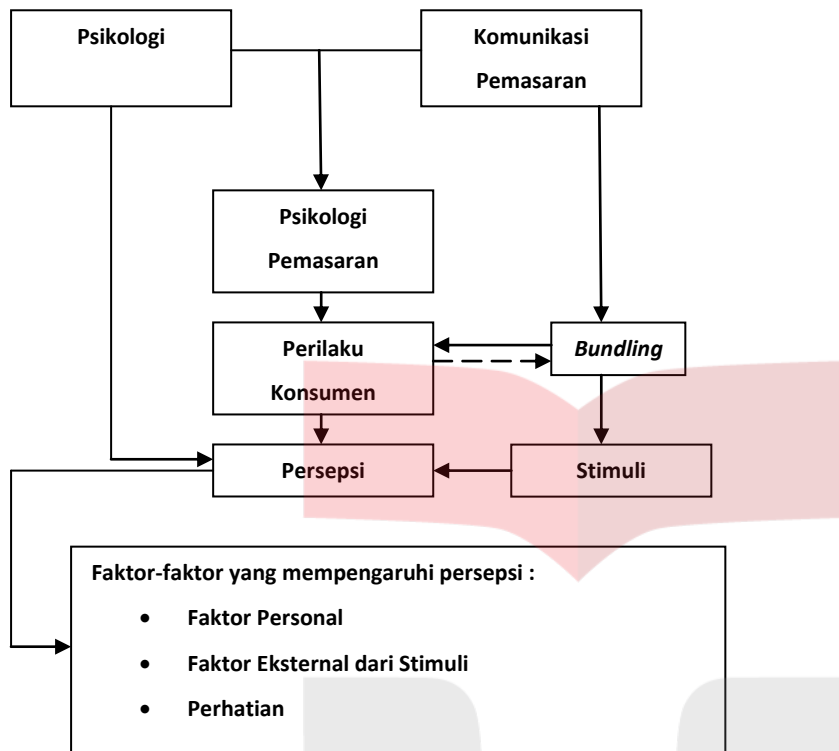 Psikologi
Komunikasi
Pemasaran
Psikologi
Pemasaran
Perilaku
Konsumen
Bundling
Persepsi
Stimuli
Faktor-faktor yang mempengaruhi persepsi :
• Faktor Personal
• Faktor Eksternal dari Stimuli
• Perhatian